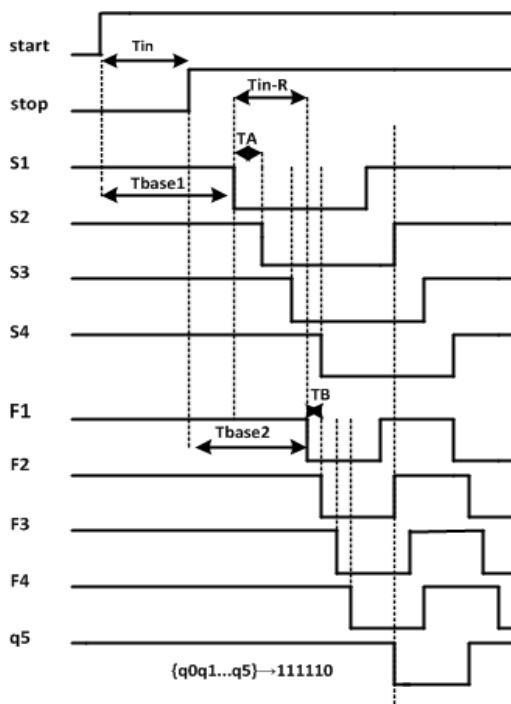 start
Tin
stop
Tin-R
TA
S1
Tbase1
S2
S3
S4
TB
F1
Tbase2
F2
F3
F4
q5
{q0q1...q5}→111110